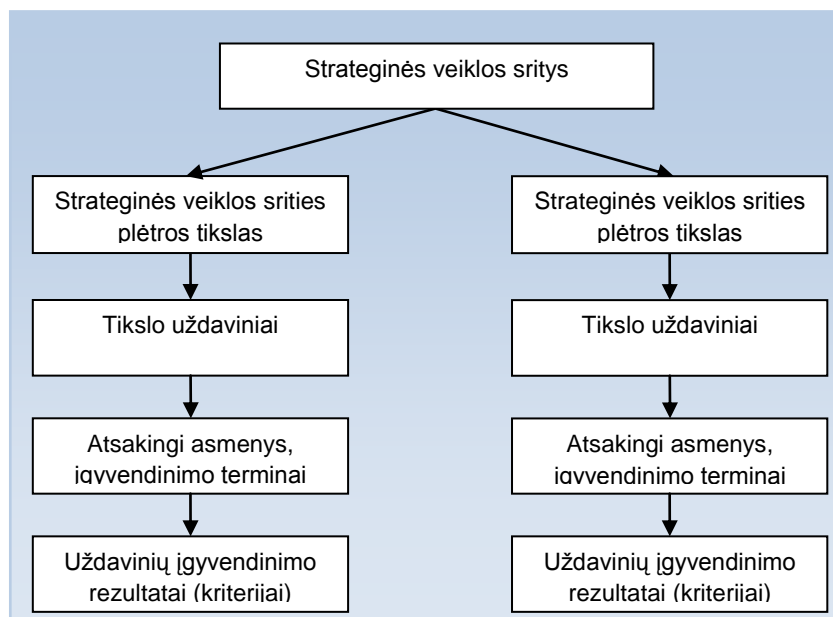 Strateginės veiklos sritys
Strateginės veiklos srities
plėtros tikslas
Tikslo uždaviniai
Atsakingi asmenys,
įgyvendinimo terminai
Uždavinių įgyvendinimo
rezultatai (kriterijai)
Strateginės veiklos srities
plėtros tikslas
Tikslo uždaviniai
Atsakingi asmenys,
įgyvendinimo terminai
Uždavinių įgyvendinimo
rezultatai (kriterijai)